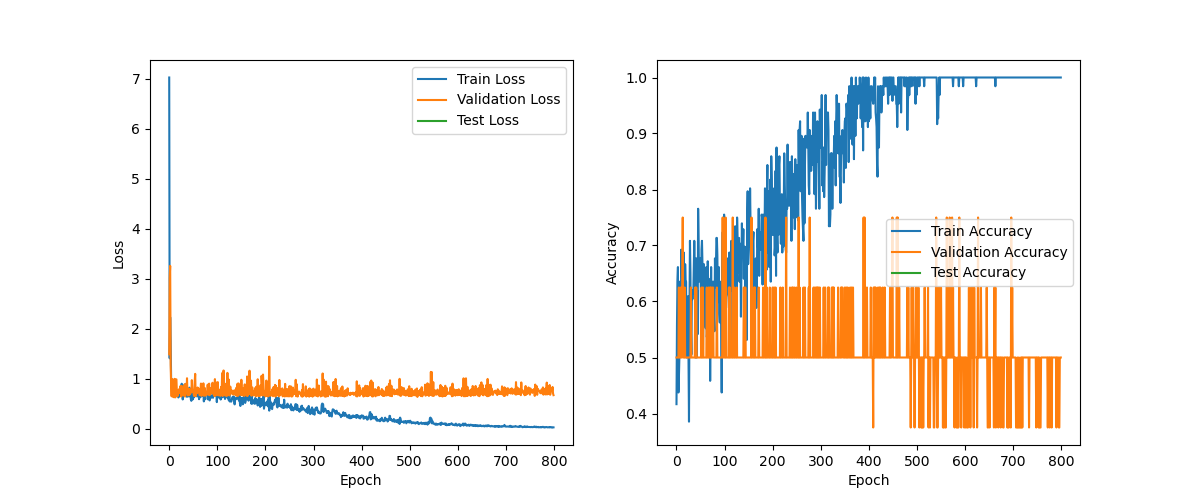 7
6
5
4
3
2
1
0
Loss
Train Loss
Validation Loss
Test Loss
0 100 200 300 400 500 600 700 800
Epoch
1.0
0.9
0.8
0.7
0.6
0.5
0.4
Accuracy
Train Accuracy
Validation Accuracy
Test Accuracy
0 100 200 300 400 500 600 700 800
Epoch